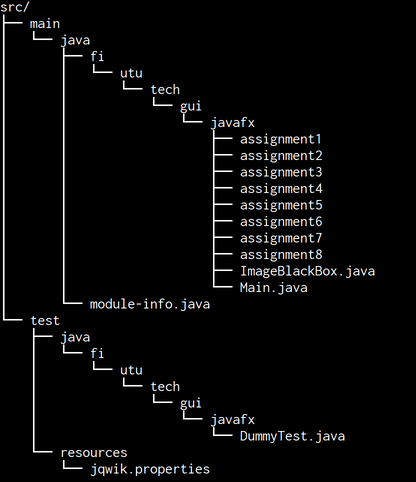 src/
main
java
fi
utu
tech
gui
javafx
assignment1
assignment2
assignment3
assignment4
assignment5
assignment6
assignment7
assignment8
ImageBlackBox.java
Main.java
module-info.java
test
java
fi
utu
tech
gui
javafx
DummyTest.java
resources
jqwik.properties